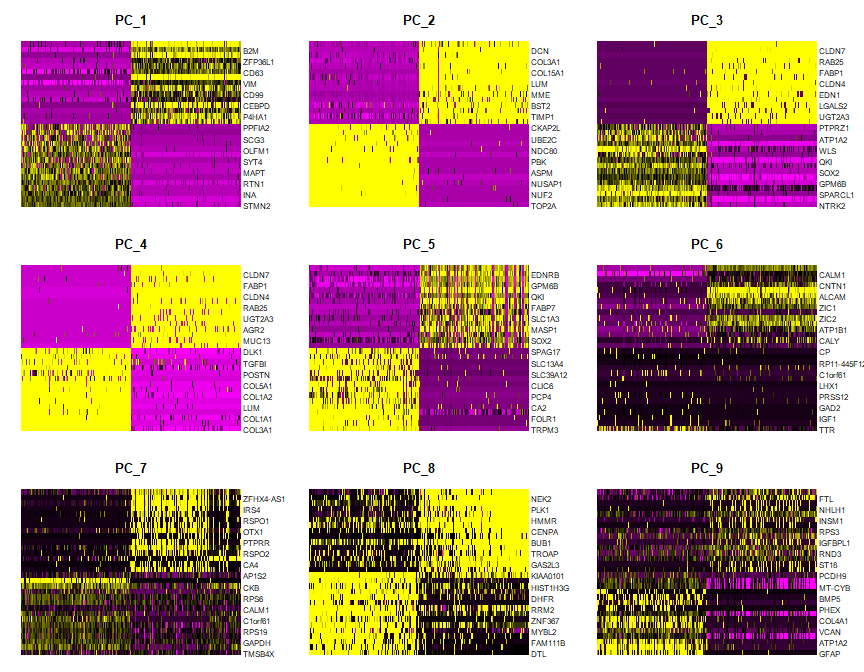 PC_1
B2M
ZFP36L1
CD63
VIM
CD99
CEBPD
P4HA1
PPFIA2
SCG3
OLFM1
SYT4
MAPT
RTN1
INA
STMN2
PC_2
DCN
COL3A1
COL15A1
LUM
MME
BST2
TIMP1
CKAP2L
UBE2C
NDC80
PBK
ASPM
NUSAP1
NUF2
TOP2A
PC_3
CLDN7
RAB25
FABP1
CLDN4
EDN1
LGALS2
UGT2A3
PTPRZ1
ATP1A2
WLS
QKI
SOX2
GPM6B
SPARCL1
NTRK2
PC_4
CLDN7
FABP1
CLDN4
RAB25
UGT2A3
AGR2
MUC13
DLK1
TGFBI
POSTN
COL5A1
COL1A2
LUM
COL1A1
COL3A1
PC_5
EDNRB
GPM6B
QKI
FABP7
SLC1A3
MASP1
SOX2
SPAG17
SLC13A4
SLC39A12
CLIC6
PCP4
CA2
FOLR1
TRPM3
PC_6
CALM1
CNTN1
ALCAM
ZIC1
ZIC2
ATP1B1
CALY
CP
RP11-445F12
C1orf61
LHX1
PRSS12
GAD2
IGF1
TTR
PC_7
ZFHX4-AS1
IRS4
RSPO1
OTX1
PTPRR
RSPO2
CA4
AP1S2
CKB
RPS6
CALM1
C1orf61
RPS19
GAPDH
TMSB4X
PC_8
NEK2
PLK1
HMMR
CENPA
BUB1
TROAP
GAS2L3
KIAA0101
HIST1H3G
DHFR
RRM2
ZNF367
MYBL2
FAM111B
DTL
PC_9
FTL
NHLH1
INSM1
RPS3
IGFBPL1
RND3
ST18
PCDH9
MT-CYB
BMP5
PHEX
COL4A1
VCAN
ATP1A2
GFAP